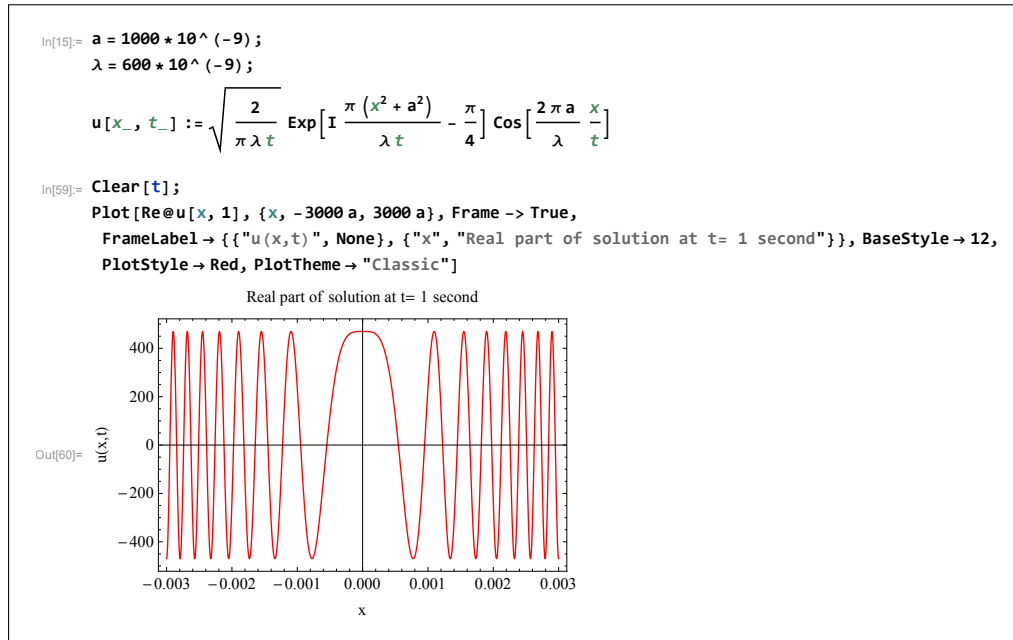 In[15]:= a = 1000 * 10^ (-9);
λ = 600 * 10^ (-9);
u[x_, t_] := √(2/(π λ t)) Exp[I π (x² + a²)/(λ t) - π/4] Cos[(2 π a/λ) (x/t)]
In[59]:= Clear[t];
Plot[Re@u[x, 1], {x, -3000 a, 3000 a}, Frame -> True,
FrameLabel → {{"u(x,t)", None}, {"x", "Real part of solution at t= 1 second"}}, BaseStyle → 12,
PlotStyle → Red, PlotTheme → "Classic"]
Real part of solution at t= 1 second
Out[60]=
u(x,t)
400
200
0
−200
−400
−0.003 −0.002 −0.001 0.000 0.001 0.002 0.003
x